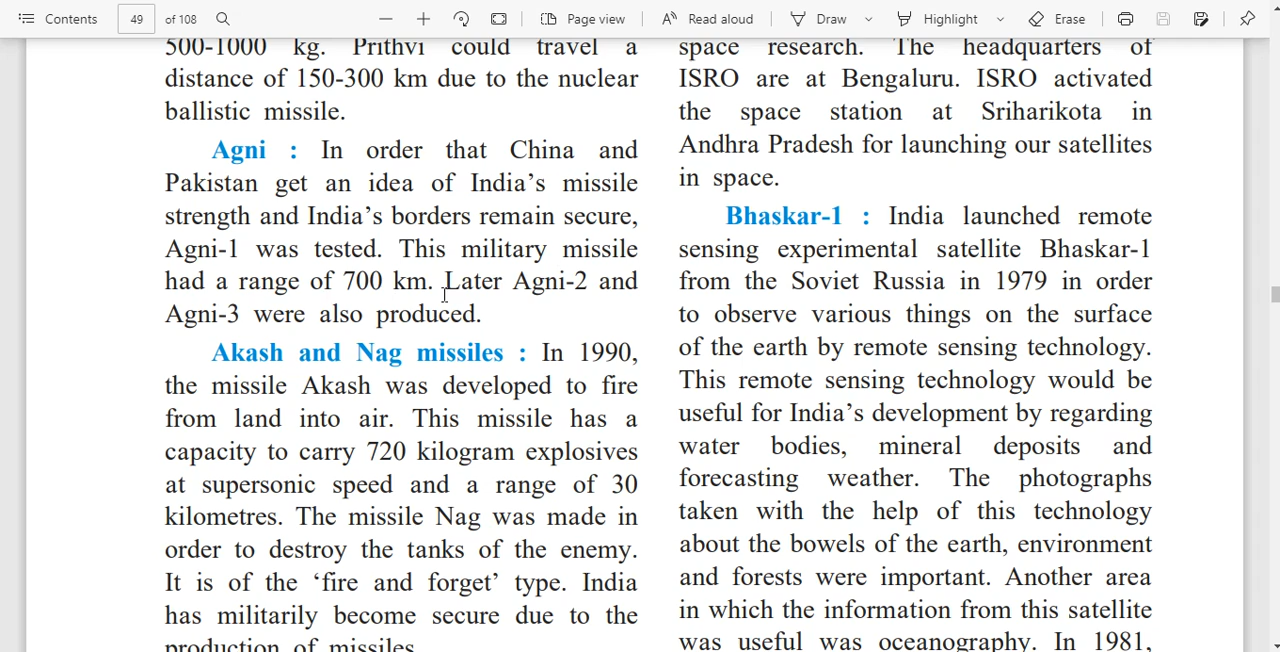 Contents
49
of 108
Page view
Read aloud
Draw
Highlight
Erase
500-1000 kg. Prithvi could travel a
distance of 150-300 km due to the nuclear
ballistic missile.
Agni : In order that China and
Pakistan get an idea of India’s missile
strength and India’s borders remain secure,
Agni-1 was tested. This military missile
had a range of 700 km. Later Agni-2 and
Agni-3 were also produced.
Akash and Nag missiles : In 1990,
the missile Akash was developed to fire
from land into air. This missile has a
capacity to carry 720 kilogram explosives
at supersonic speed and a range of 30
kilometres. The missile Nag was made in
order to destroy the tanks of the enemy.
It is of the ‘fire and forget’ type. India
has militarily become secure due to the
production of missiles.
space research. The headquarters of
ISRO are at Bengaluru. ISRO activated
the space station at Sriharikota in
Andhra Pradesh for launching our satellites
in space.
Bhaskar-1 : India launched remote
sensing experimental satellite Bhaskar-1
from the Soviet Russia in 1979 in order
to observe various things on the surface
of the earth by remote sensing technology.
This remote sensing technology would be
useful for India’s development by regarding
water bodies, mineral deposits and
forecasting weather. The photographs
taken with the help of this technology
about the bowels of the earth, environment
and forests were important. Another area
in which the information from this satellite
was useful was oceanography. In 1981,